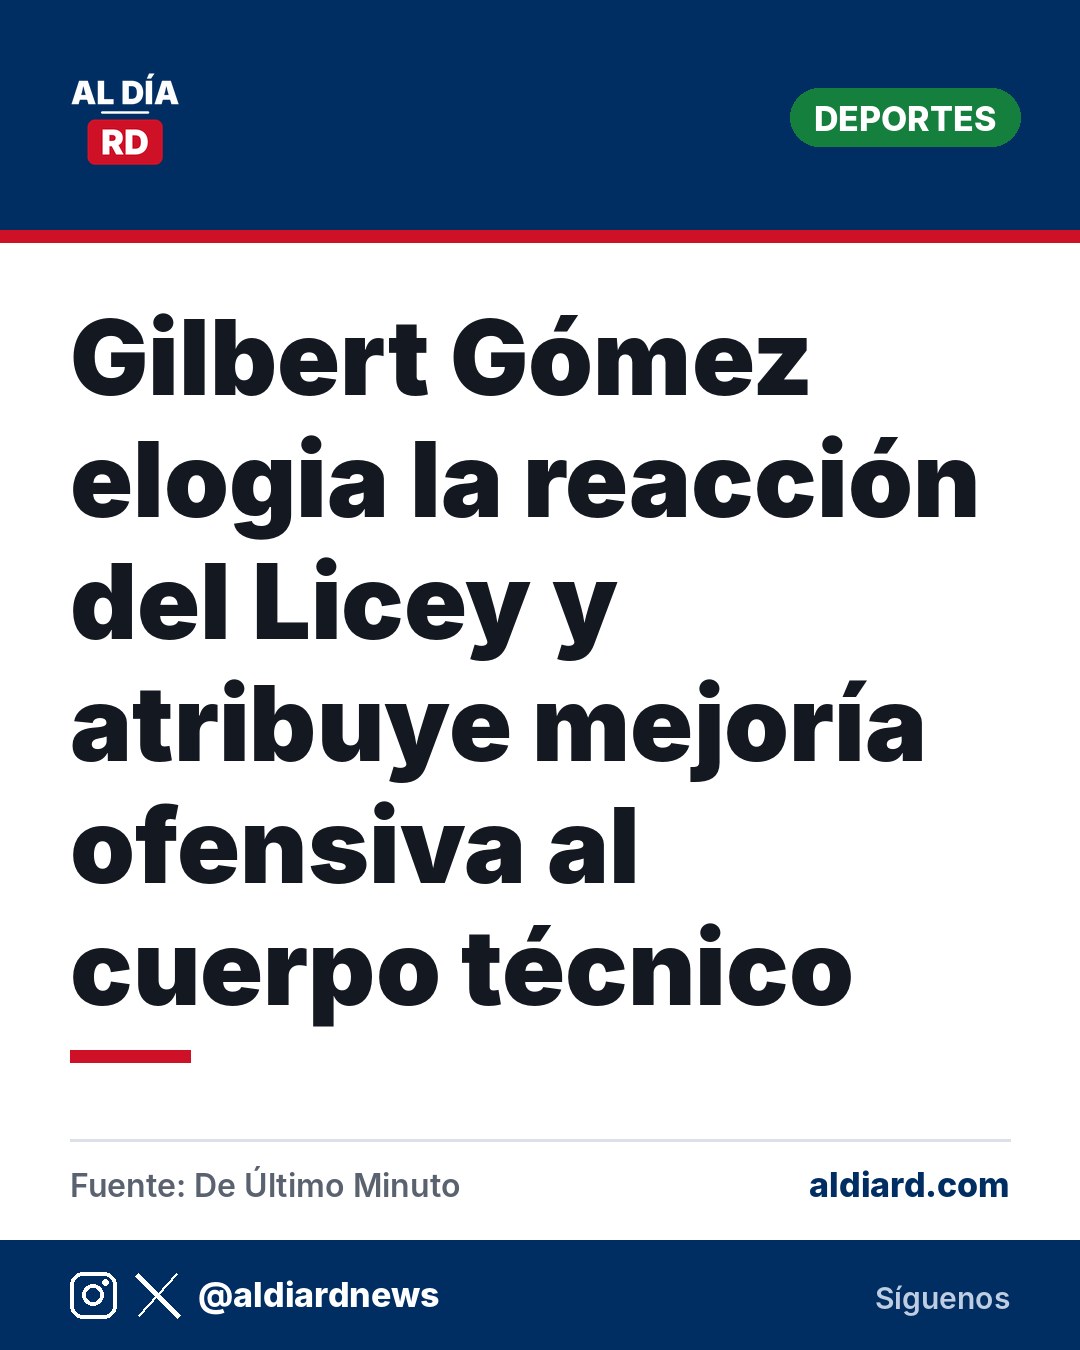 AL DÍA
RD
DEPORTES
Gilbert Gómez
elogia la reacción
del Licey y
atribuye mejoría
ofensiva al
cuerpo técnico
Fuente: De Último Minuto
aldiard.com
@aldiardnews
Síguenos